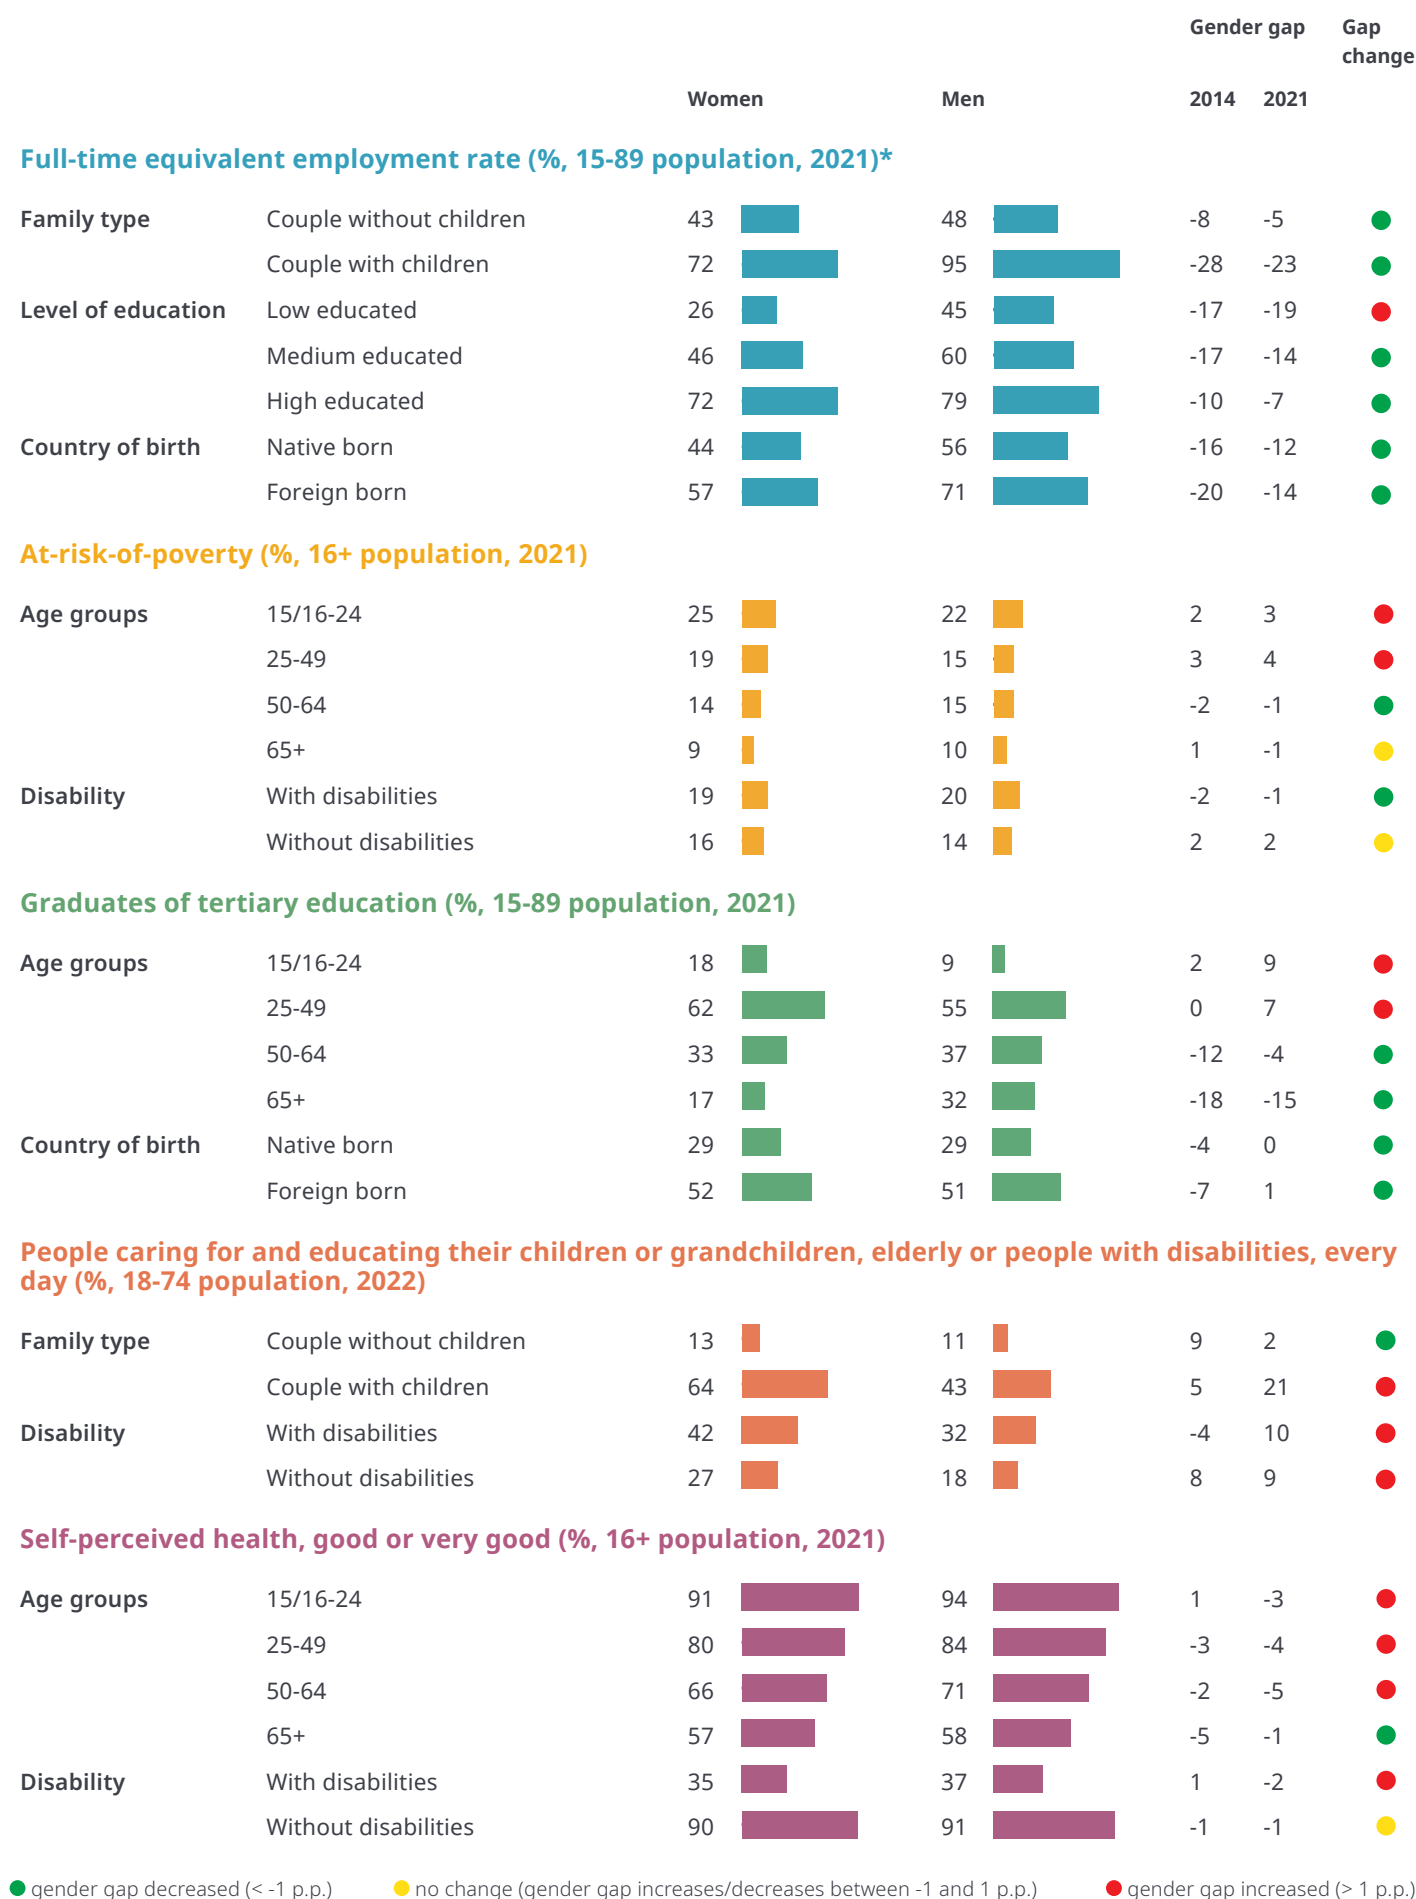 Gender gap Gap change
Women Men 2014 2021
Full-time equivalent employment rate (%, 15-89 population, 2021)*
Family type Couple without children 43 48 -8 -5
Couple with children 72 95 -28 -23
Level of education Low educated 26 45 -17 -19
Medium educated 46 60 -17 -14
High educated 72 79 -10 -7
Country of birth Native born 44 56 -16 -12
Foreign born 57 71 -20 -14
At-risk-of-poverty (%, 16+ population, 2021)
Age groups 15/16-24 25 22 2 3
25-49 19 15 3 4
50-64 14 15 -2 -1
65+ 9 10 1 -1
Disability With disabilities 19 20 -2 -1
Without disabilities 16 14 2 2
Graduates of tertiary education (%, 15-89 population, 2021)
Age groups 15/16-24 18 9 2 9
25-49 62 55 0 7
50-64 33 37 -12 -4
65+ 17 32 -18 -15
Country of birth Native born 29 29 -4 0
Foreign born 52 51 -7 1
People caring for and educating their children or grandchildren, elderly or people with disabilities, every
day (%, 18-74 population, 2022)
Family type Couple without children 13 11 9 2
Couple with children 64 43 5 21
Disability With disabilities 42 32 -4 10
Without disabilities 27 18 8 9
Self-perceived health, good or very good (%, 16+ population, 2021)
Age groups 15/16-24 91 94 1 -3
25-49 80 84 -3 -4
50-64 66 71 -2 -5
65+ 57 58 -5 -1
Disability With disabilities 35 37 1 -2
Without disabilities 90 91 -1 -1
gender gap decreased (< -1 p.p.) no change (gender gap increases/decreases between -1 and 1 p.p.) gender gap increased (> 1 p.p.)